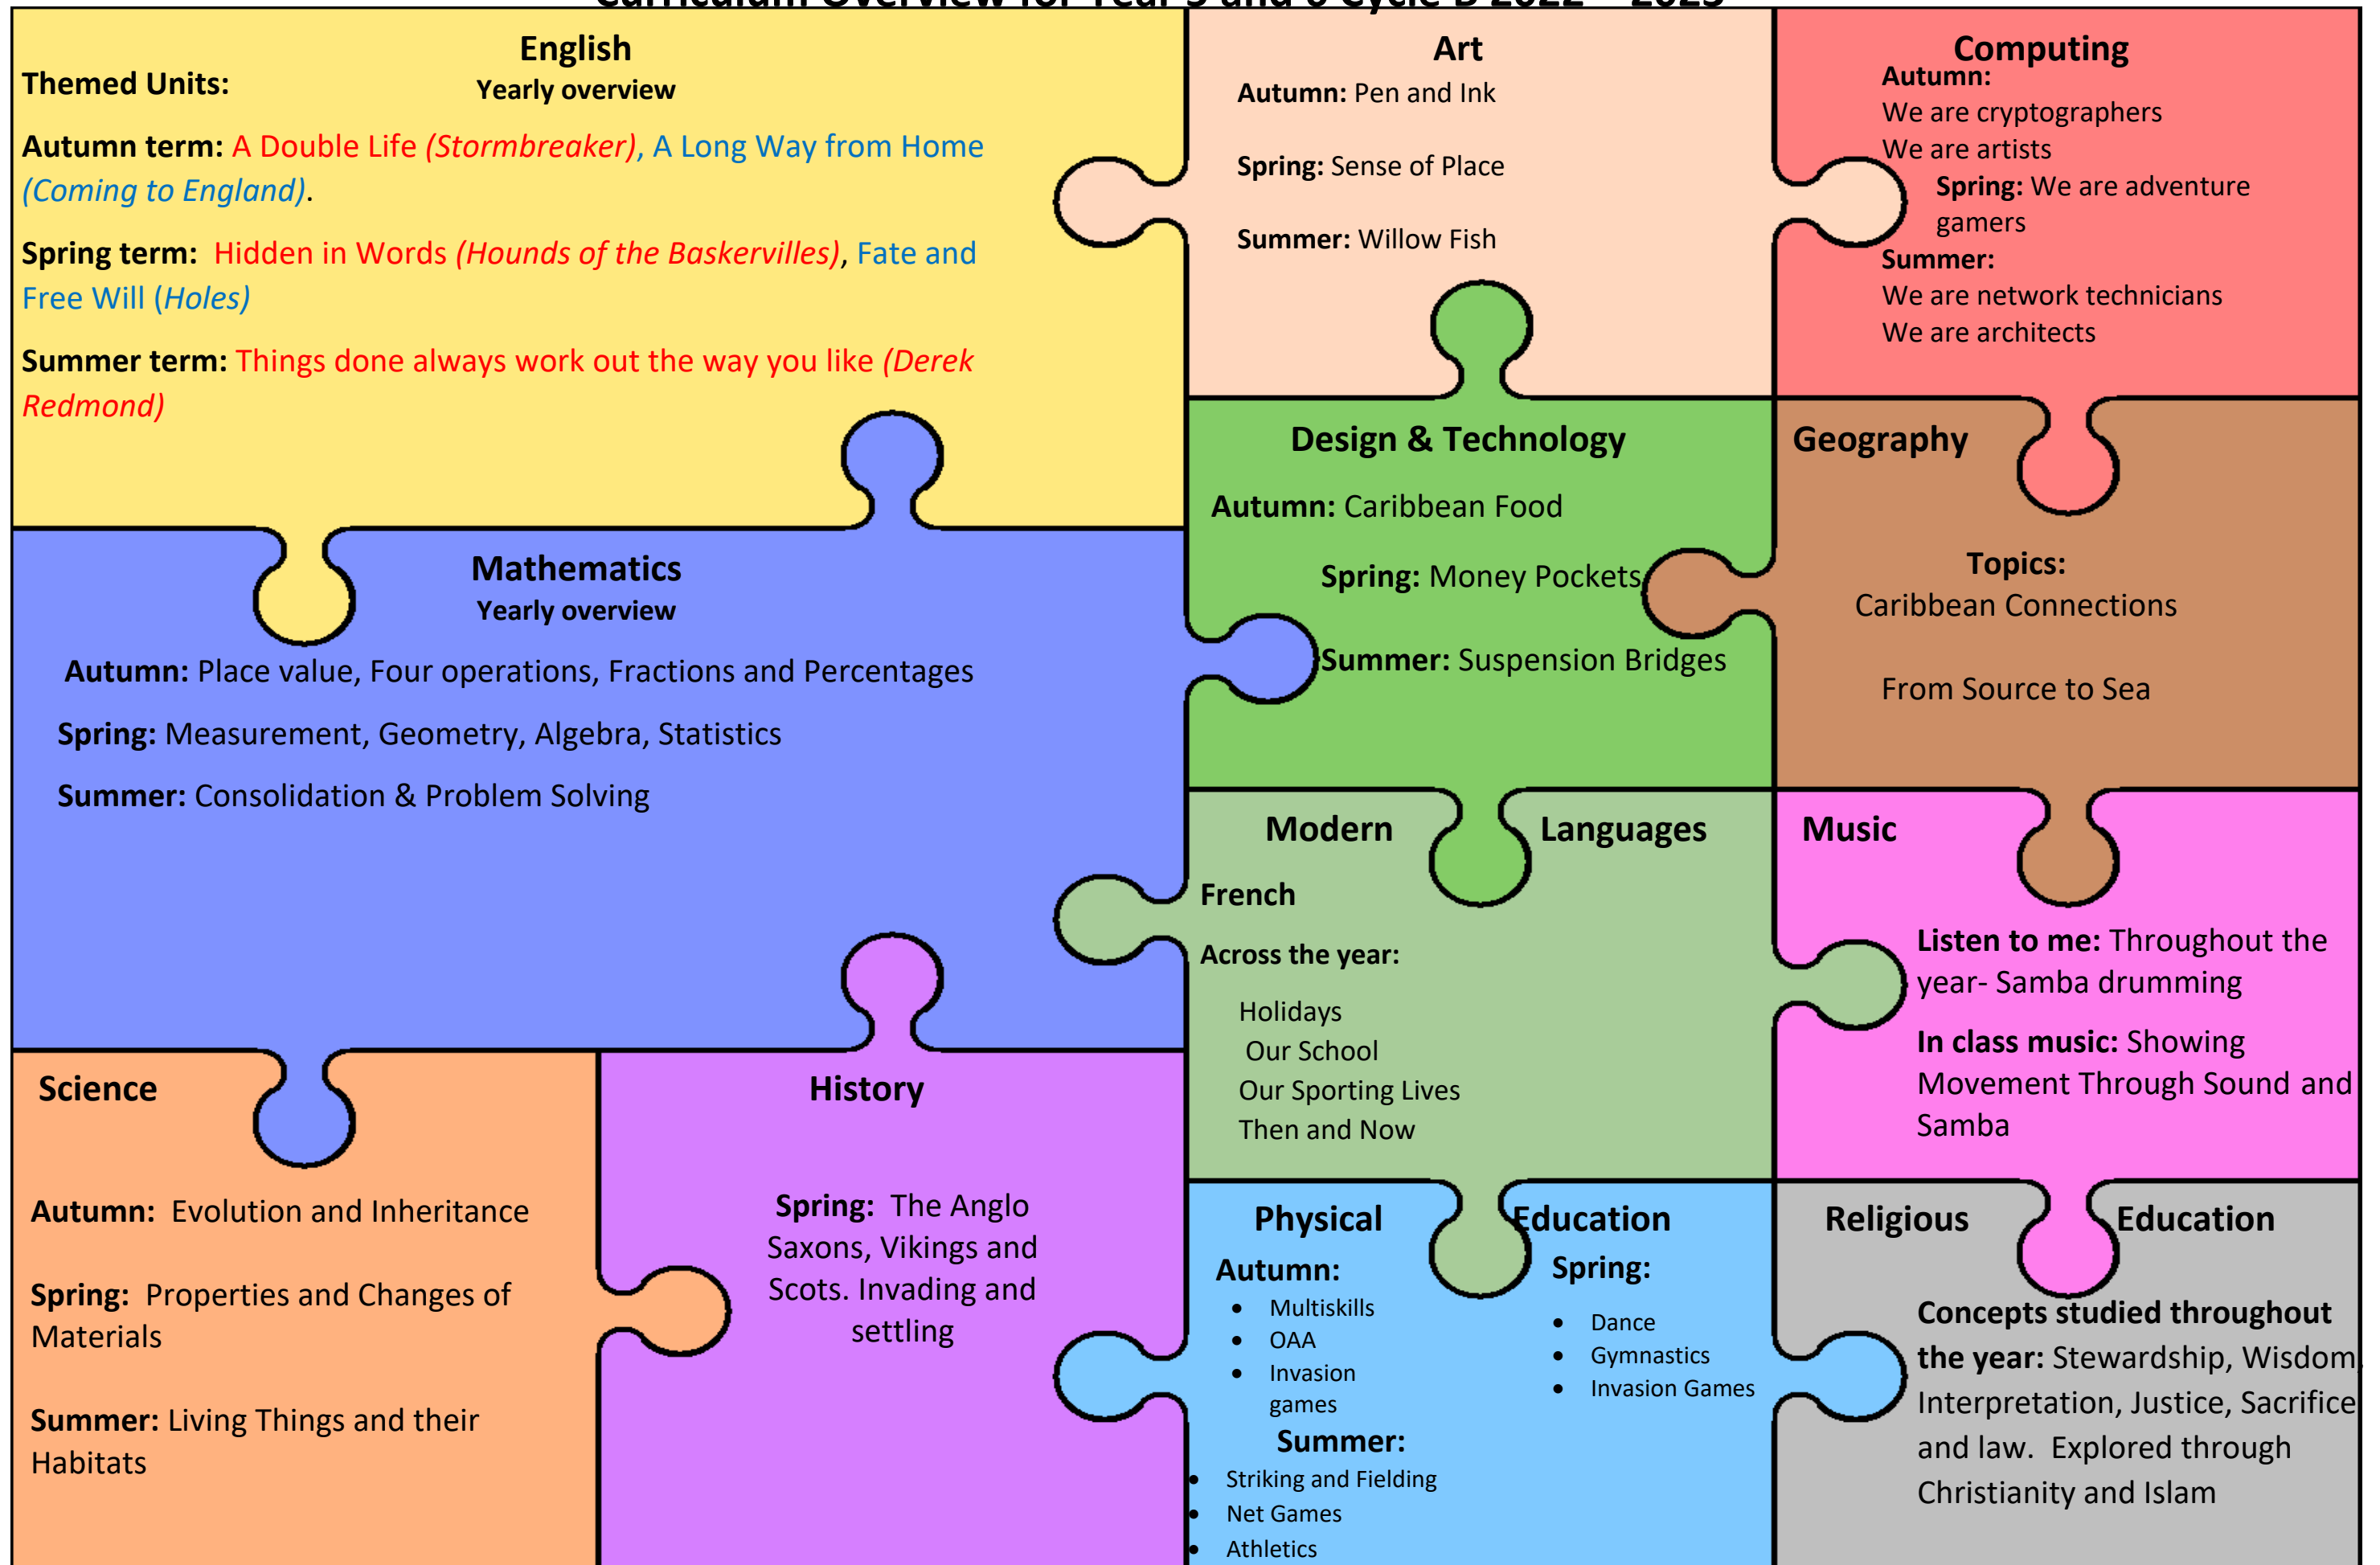 Curriculum Overview for Year 5 and 6 Cycle B 2022 – 2023
English
Yearly overview
Themed Units:
Autumn term: A Double Life (Stormbreaker), A Long Way from Home
(Coming to England).
Spring term: Hidden in Words (Hounds of the Baskervilles), Fate and
Free Will (Holes)
Summer term: Things done always work out the way you like (Derek
Redmond)
Art
Autumn: Pen and Ink
Spring: Sense of Place
Summer: Willow Fish
Computing
Autumn:
We are cryptographers
We are artists
Spring: We are adventure
gamers
Summer:
We are network technicians
We are architects
Mathematics
Yearly overview
Autumn: Place value, Four operations, Fractions and Percentages
Spring: Measurement, Geometry, Algebra, Statistics
Summer: Consolidation & Problem Solving
Design & Technology
Autumn: Caribbean Food
Spring: Money Pockets
Summer: Suspension Bridges
Geography
Topics:
Caribbean Connections
From Source to Sea
Modern Languages
French
Across the year:
Holidays
Our School
Our Sporting Lives
Then and Now
Music
Listen to me: Throughout the
year- Samba drumming
In class music: Showing
Movement Through Sound and
Samba
Science
Autumn: Evolution and Inheritance
Spring: Properties and Changes of
Materials
Summer: Living Things and their
Habitats
History
Spring: The Anglo
Saxons, Vikings and
Scots. Invading and
settling
Physical Education
Autumn:
• Multiskills
• OAA
• Invasion
games
Spring:
• Dance
• Gymnastics
• Invasion Games
Summer:
• Striking and Fielding
• Net Games
• Athletics
Religious Education
Concepts studied throughout
the year: Stewardship, Wisdom,
Interpretation, Justice, Sacrifice
and law. Explored through
Christianity and Islam